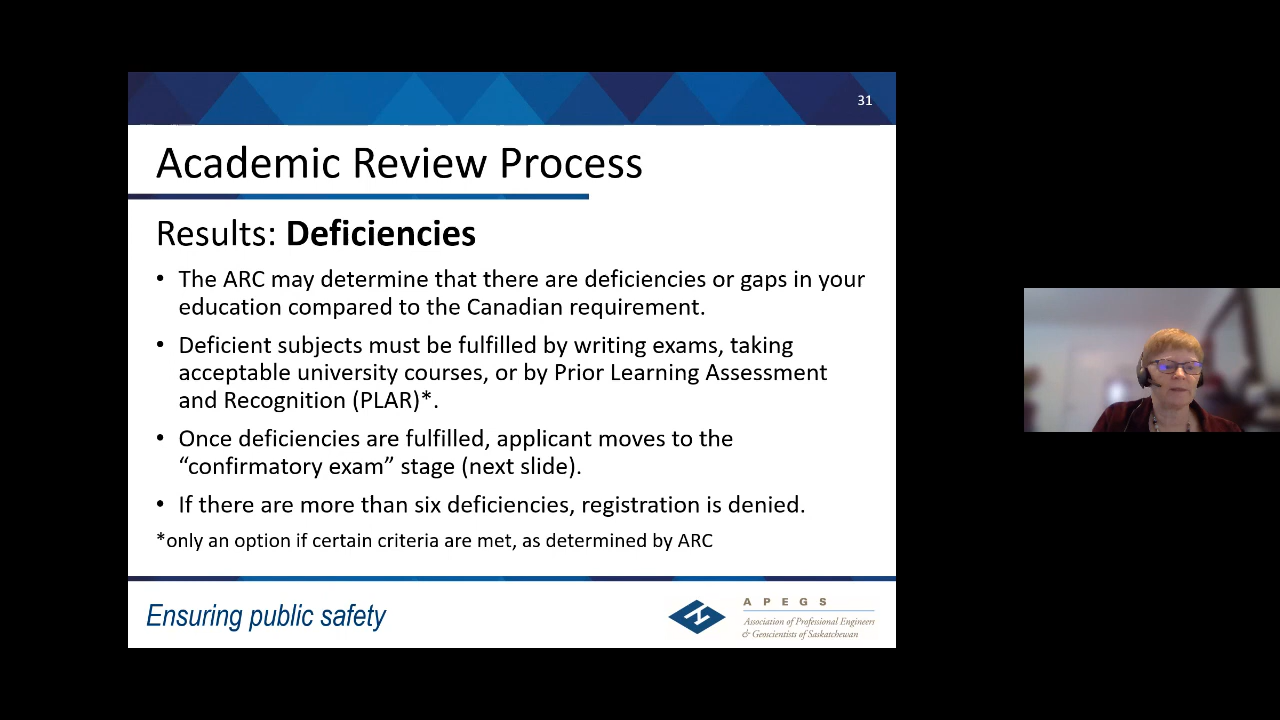 31
Academic Review Process
Results: Deficiencies
• The ARC may determine that there are deficiencies or gaps in your
education compared to the Canadian requirement.
• Deficient subjects must be fulfilled by writing exams, taking
acceptable university courses, or by Prior Learning Assessment
and Recognition (PLAR)*.
• Once deficiencies are fulfilled, applicant moves to the
“confirmatory exam” stage (next slide).
• If there are more than six deficiencies, registration is denied.
*only an option if certain criteria are met, as determined by ARC
Ensuring public safety
APEGS
Association of Professional Engineers
& Geoscientists of Saskatchewan